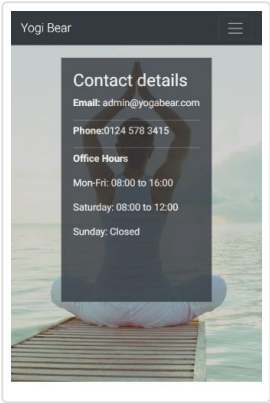 Yogi Bear
Contact details
Email: admin@yogabear.com
Phone:0124 578 3415
Office Hours
Mon-Fri: 08:00 to 16:00
Saturday: 08:00 to 12:00
Sunday: Closed